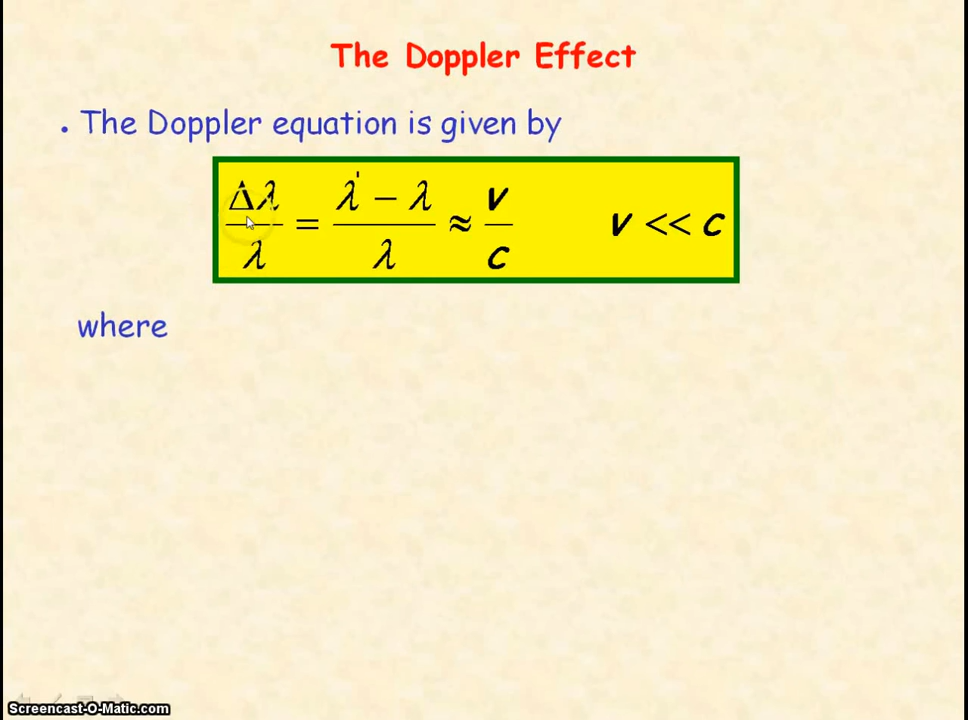 The Doppler Effect
• The Doppler equation is given by
Δλ/λ = (λ' − λ)/λ ≈ v/c    v << c
where
Screencast-O-Matic.com